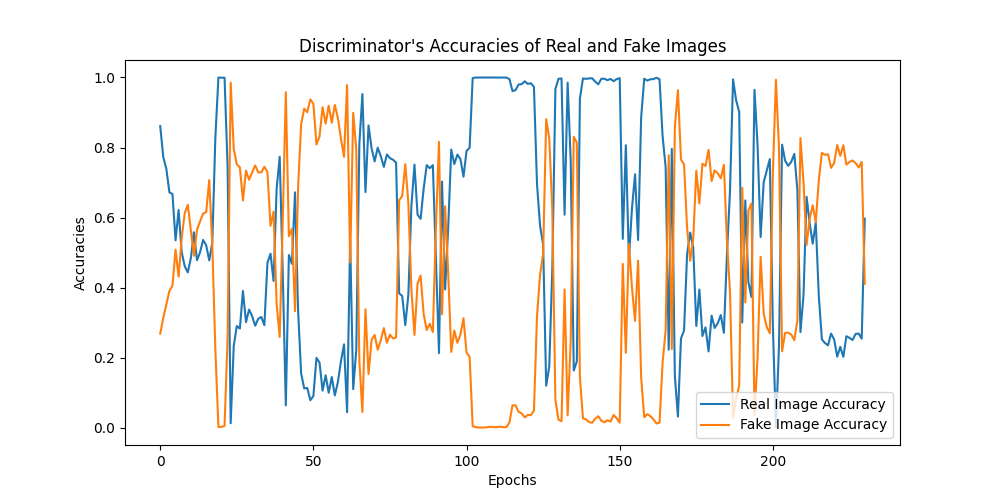 Discriminator's Accuracies of Real and Fake Images
1.0
0.8
0.6
0.4
0.2
0.0
Accuracies
0 50 100 150 200
Epochs
Real Image Accuracy
Fake Image Accuracy